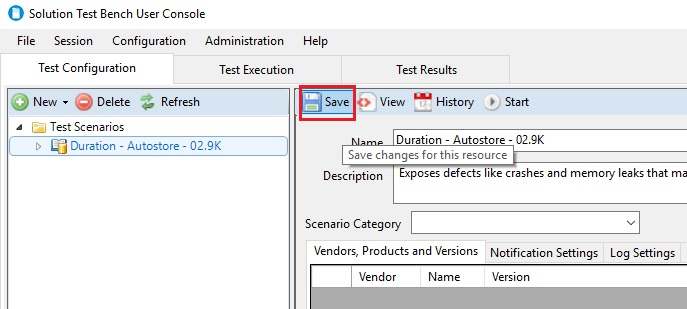 Solution Test Bench User Console
File Session Configuration Administration Help
Test Configuration Test Execution Test Results
New Delete Refresh Save View History Start
Test Scenarios
Duration - Autostore - 02.9K
Name Duration - Autostore - 02.9K
Save changes for this resource
Description Exposes defects like crashes and memory leaks that ma
Scenario Category
Vendors, Products and Versions Notification Settings Log Settings
Vendor Name Version